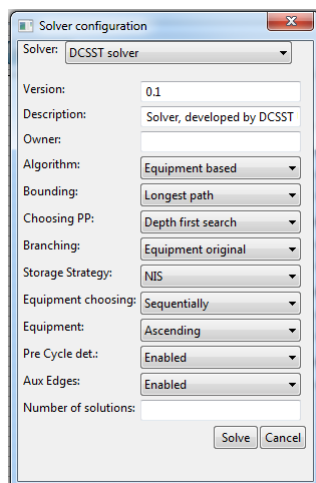 Solver configuration
Solver: DCSST solver
Version: 0.1
Description: Solver, developed by DCSST
Owner:
Algorithm: Equipment based
Bounding: Longest path
Choosing PP: Depth first search
Branching: Equipment original
Storage Strategy: NIS
Equipment choosing: Sequentially
Equipment: Ascending
Pre Cycle det.: Enabled
Aux Edges: Enabled
Number of solutions:
Solve Cancel